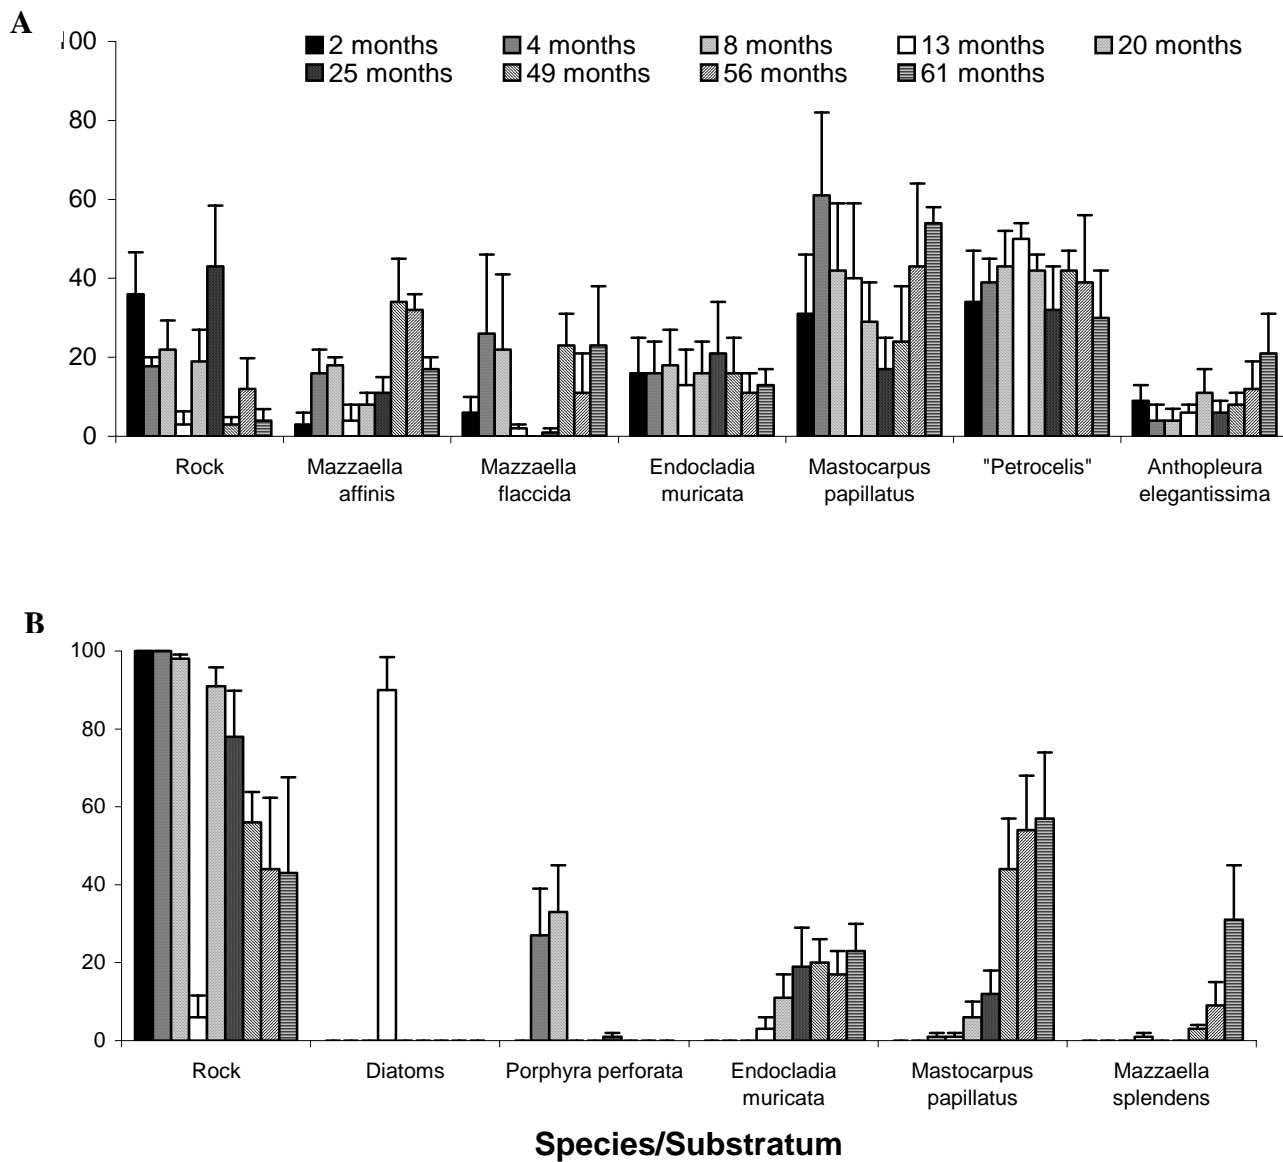 A
100
2 months 4 months 8 months 13 months 20 months
25 months 49 months 56 months 61 months
80
60
40
20
0
Rock Mazzaella affinis Mazzaella flaccida Endocladia muricata Mastocarpus papillatus "Petrocelis" Anthopleura elegantissima
B
100
80
60
40
20
0
Rock Diatoms Porphyra perforata Endocladia muricata Mastocarpus papillatus Mazzaella splendens
Species/Substratum